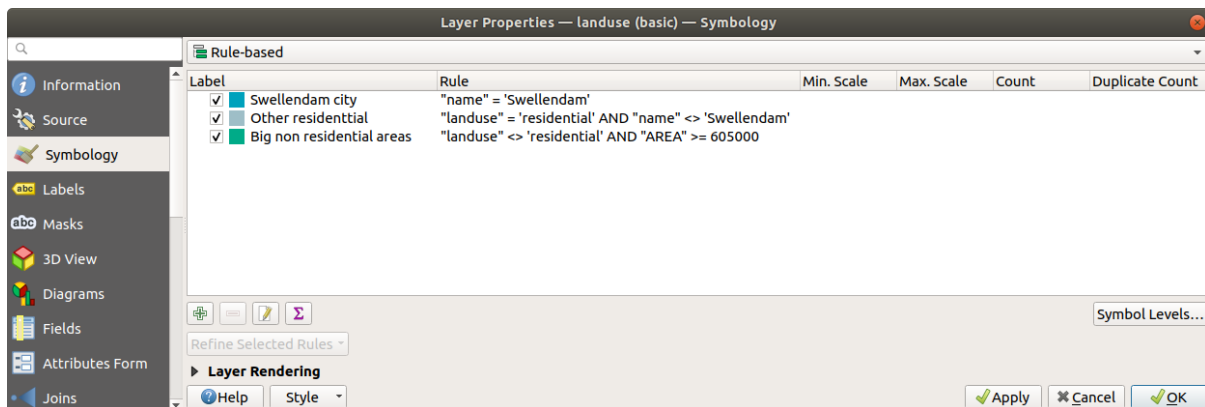 Layer Properties — landuse (basic) — Symbology
Information
Source
Symbology
abc Labels
abc Masks
3D View
Diagrams
Fields
Attributes Form
Joins
Rule-based
Label Rule Min. Scale Max. Scale Count Duplicate Count
Swellendam city "name" = 'Swellendam'
Other residenttial "landuse" = 'residential' AND "name" <> 'Swellendam'
Big non residential areas "landuse" <> 'residential' AND "AREA" >= 605000
Σ
Symbol Levels...
Refine Selected Rules
Layer Rendering
Help Style Apply Cancel OK